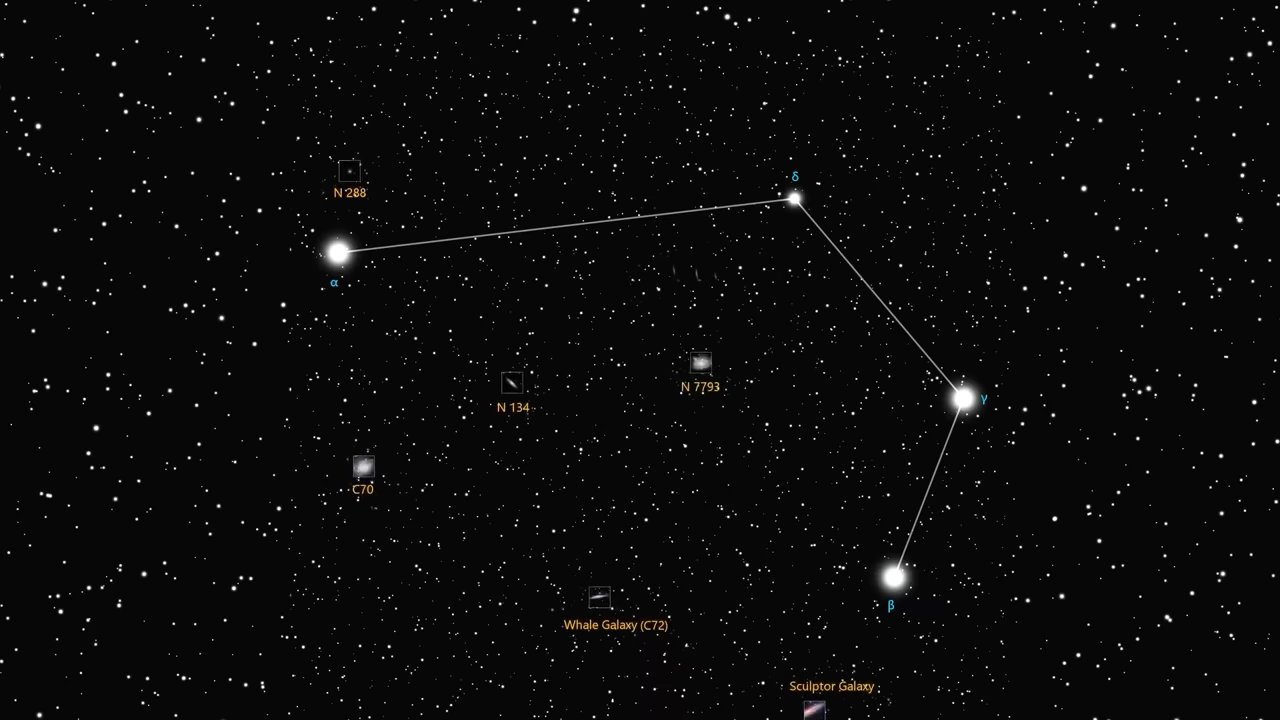 δ
N 288
α
N 7793
γ
N 134
C70
β
Whale Galaxy (C72)
Sculptor Galaxy